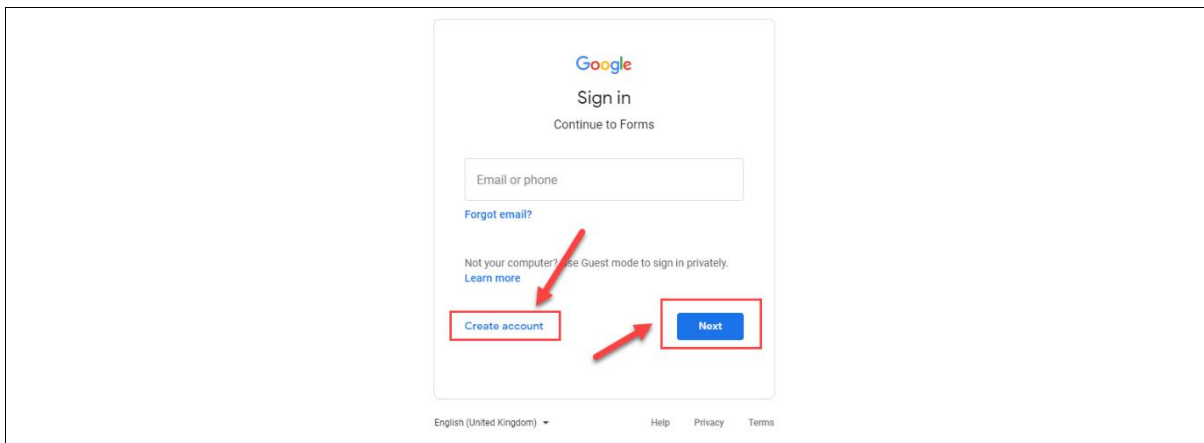 Google
Sign in
Continue to Forms
Email or phone
Forgot email?
Not your computer? Use Guest mode to sign in privately.
Learn more
Create account
Next
English (United Kingdom)
Help Privacy Terms